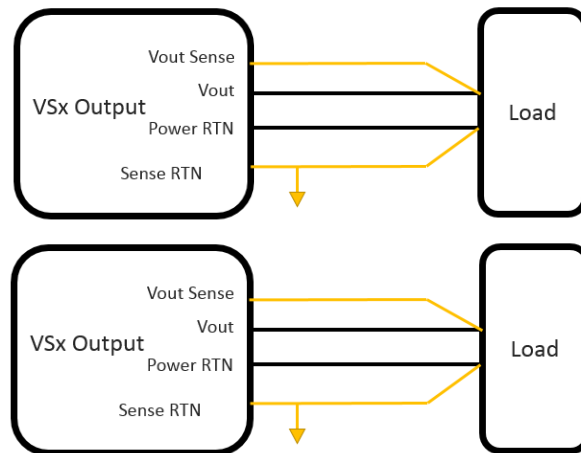 Vout Sense
Vout
VSx Output
Power RTN
Sense RTN
Load
Vout Sense
Vout
VSx Output
Power RTN
Sense RTN
Load